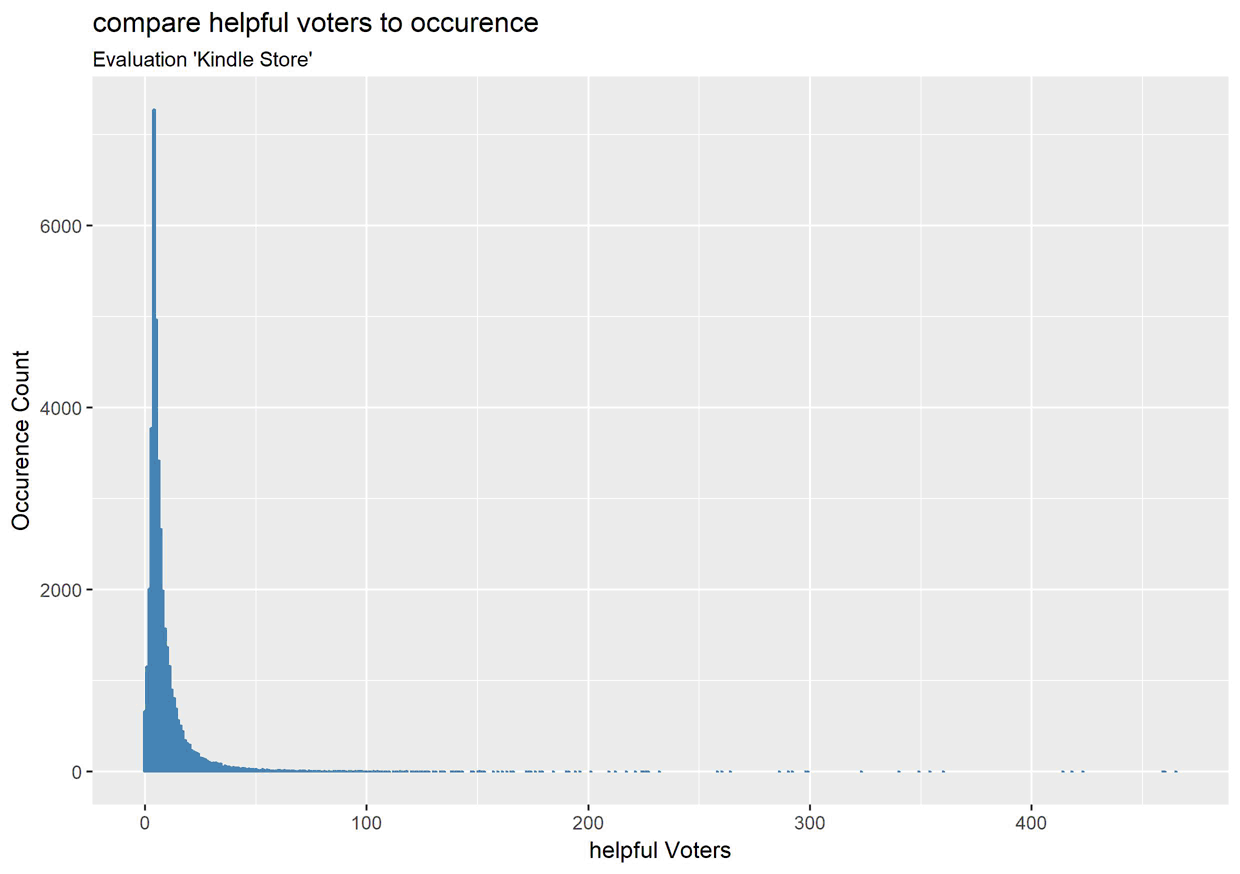 compare helpful voters to occurence
Evaluation 'Kindle Store'
Occurence Count
6000
4000
2000
0
0 100 200 300 400
helpful Voters